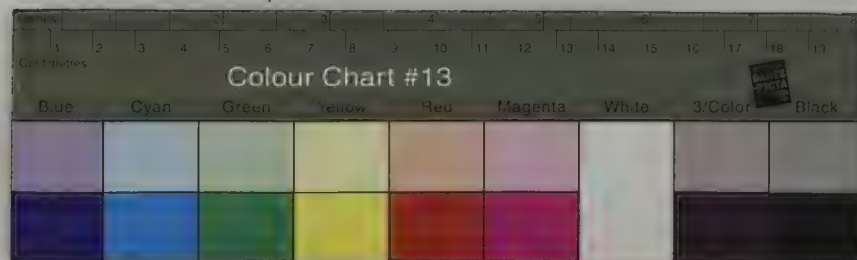 Inches 1 2 3 4 5 6 7 8
1 2 3 4 5 6 7 8 9 10 11 12 13 14 15 16 17 18 19
Centimetres
Colour Chart #13
Blue Cyan Green Yellow Red Magenta White 3/Color Black